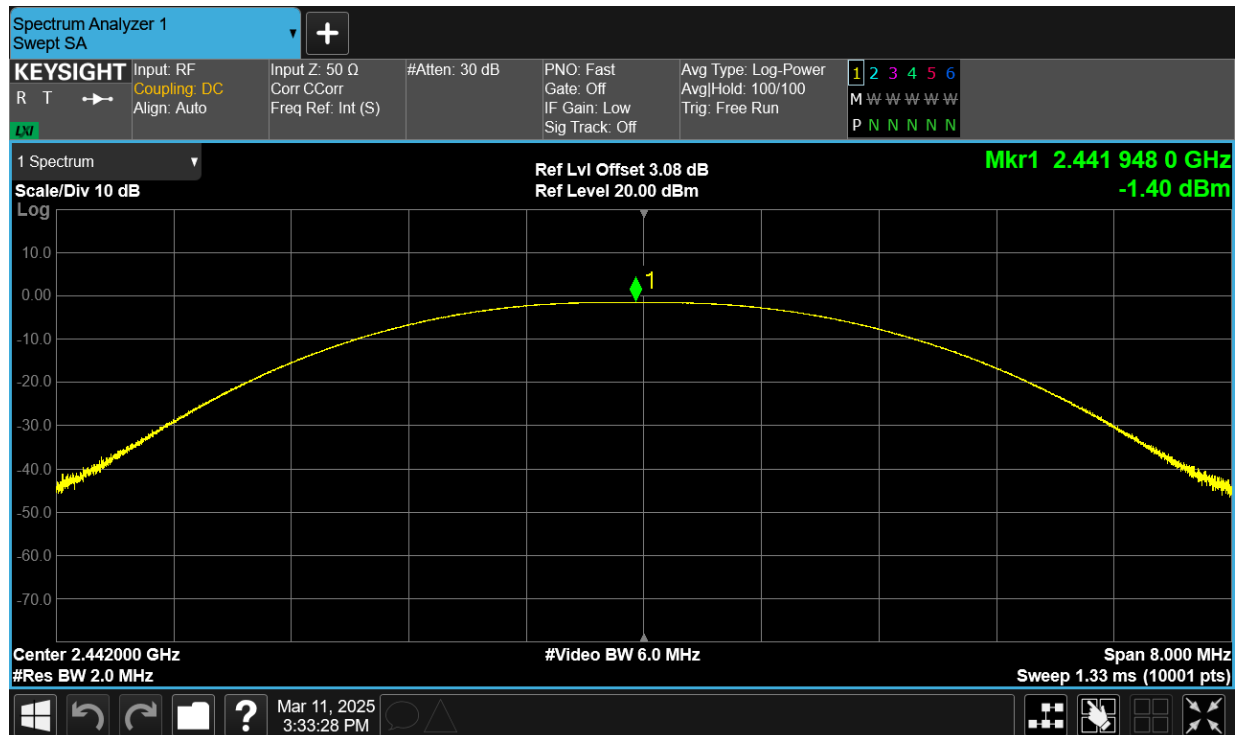 Spectrum Analyzer 1
Swept SA
+
KEYSIGHT
R T
LXI
Input: RF
Coupling: DC
Align: Auto
Input Z: 50 Ω
Corr CCorr
Freq Ref: Int (S)
#Atten: 30 dB
PNO: Fast
Gate: Off
IF Gain: Low
Sig Track: Off
Avg Type: Log-Power
Avg|Hold: 100/100
Trig: Free Run
1 2 3 4 5 6
M W W W W W
P N N N N N
1 Spectrum
Scale/Div 10 dB
Log
Ref Lvl Offset 3.08 dB
Ref Level 20.00 dBm
Mkr1 2.441 948 0 GHz
-1.40 dBm
10.0
0.00
-10.0
-20.0
-30.0
-40.0
-50.0
-60.0
-70.0
1
Center 2.442000 GHz
#Res BW 2.0 MHz
#Video BW 6.0 MHz
Span 8.000 MHz
Sweep 1.33 ms (10001 pts)
?
Mar 11, 2025
3:33:28 PM